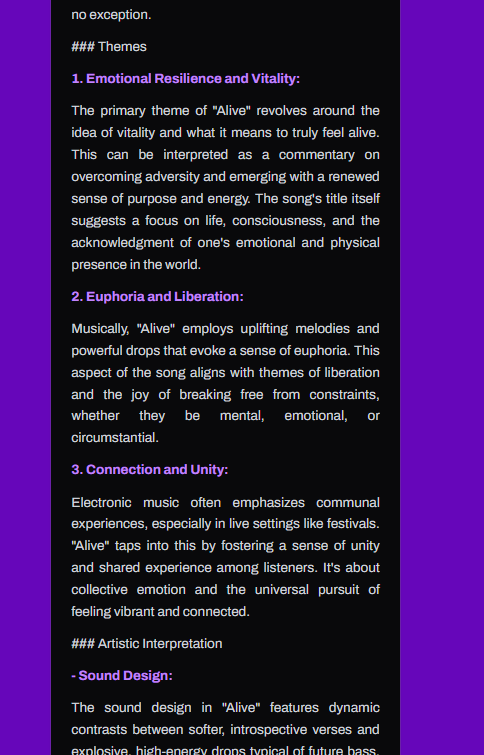 no exception.
### Themes
1. Emotional Resilience and Vitality:
The primary theme of "Alive" revolves around the
idea of vitality and what it means to truly feel alive.
This can be interpreted as a commentary on
overcoming adversity and emerging with a renewed
sense of purpose and energy. The song's title itself
suggests a focus on life, consciousness, and the
acknowledgment of one's emotional and physical
presence in the world.
2. Euphoria and Liberation:
Musically, "Alive" employs uplifting melodies and
powerful drops that evoke a sense of euphoria. This
aspect of the song aligns with themes of liberation
and the joy of breaking free from constraints,
whether they be mental, emotional, or
circumstantial.
3. Connection and Unity:
Electronic music often emphasizes communal
experiences, especially in live settings like festivals.
"Alive" taps into this by fostering a sense of unity
and shared experience among listeners. It's about
collective emotion and the universal pursuit of
feeling vibrant and connected.
### Artistic Interpretation
- Sound Design:
The sound design in "Alive" features dynamic
contrasts between softer, introspective verses and
explosive, high-energy drops typical of future bass.